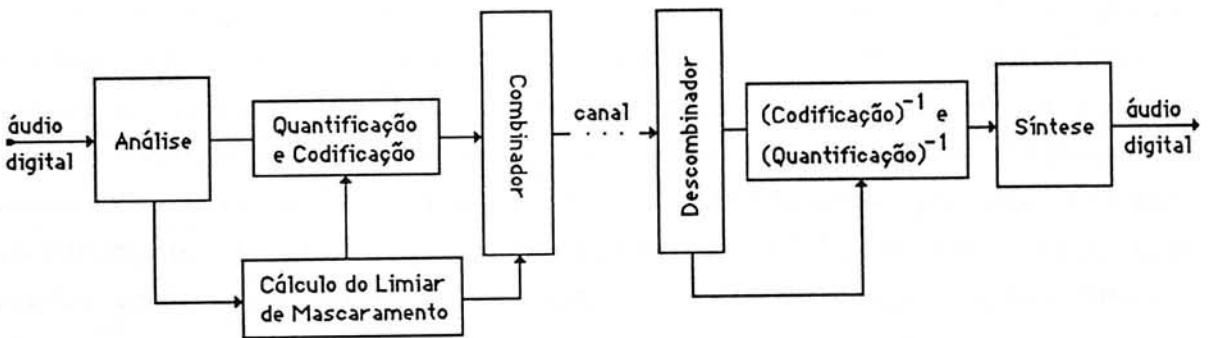 áudio
digital
Análise
Quantificação
e Codificação
Cálculo do Limiar
de Mascaramento
Combinador
canal
Descombinador
(Codificação)⁻¹ e
(Quantificação)⁻¹
Síntese
áudio
digital